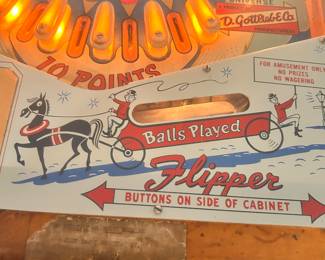 D. Gottlieb & Co.
10 POINTS
FOR AMUSEMENT ONLY
NO PRIZES
NO WAGERING
Balls Played
Flipper
BUTTONS ON SIDE OF CABINET